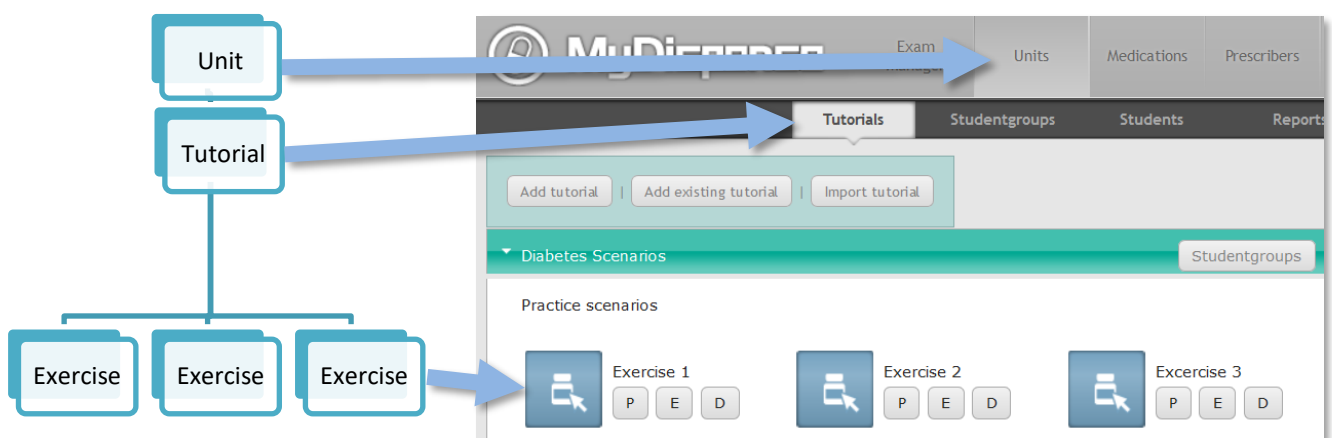 Unit
Tutorial
Exercise Exercise Exercise
Exam
Units Medications Prescribers
Tutorials Studentgroups Students Reports
Add tutorial | Add existing tutorial | Import tutorial
Diabetes Scenarios Studentgroups
Practice scenarios
Exercise 1 Exercise 2 Excercise 3
P E D P E D P E D